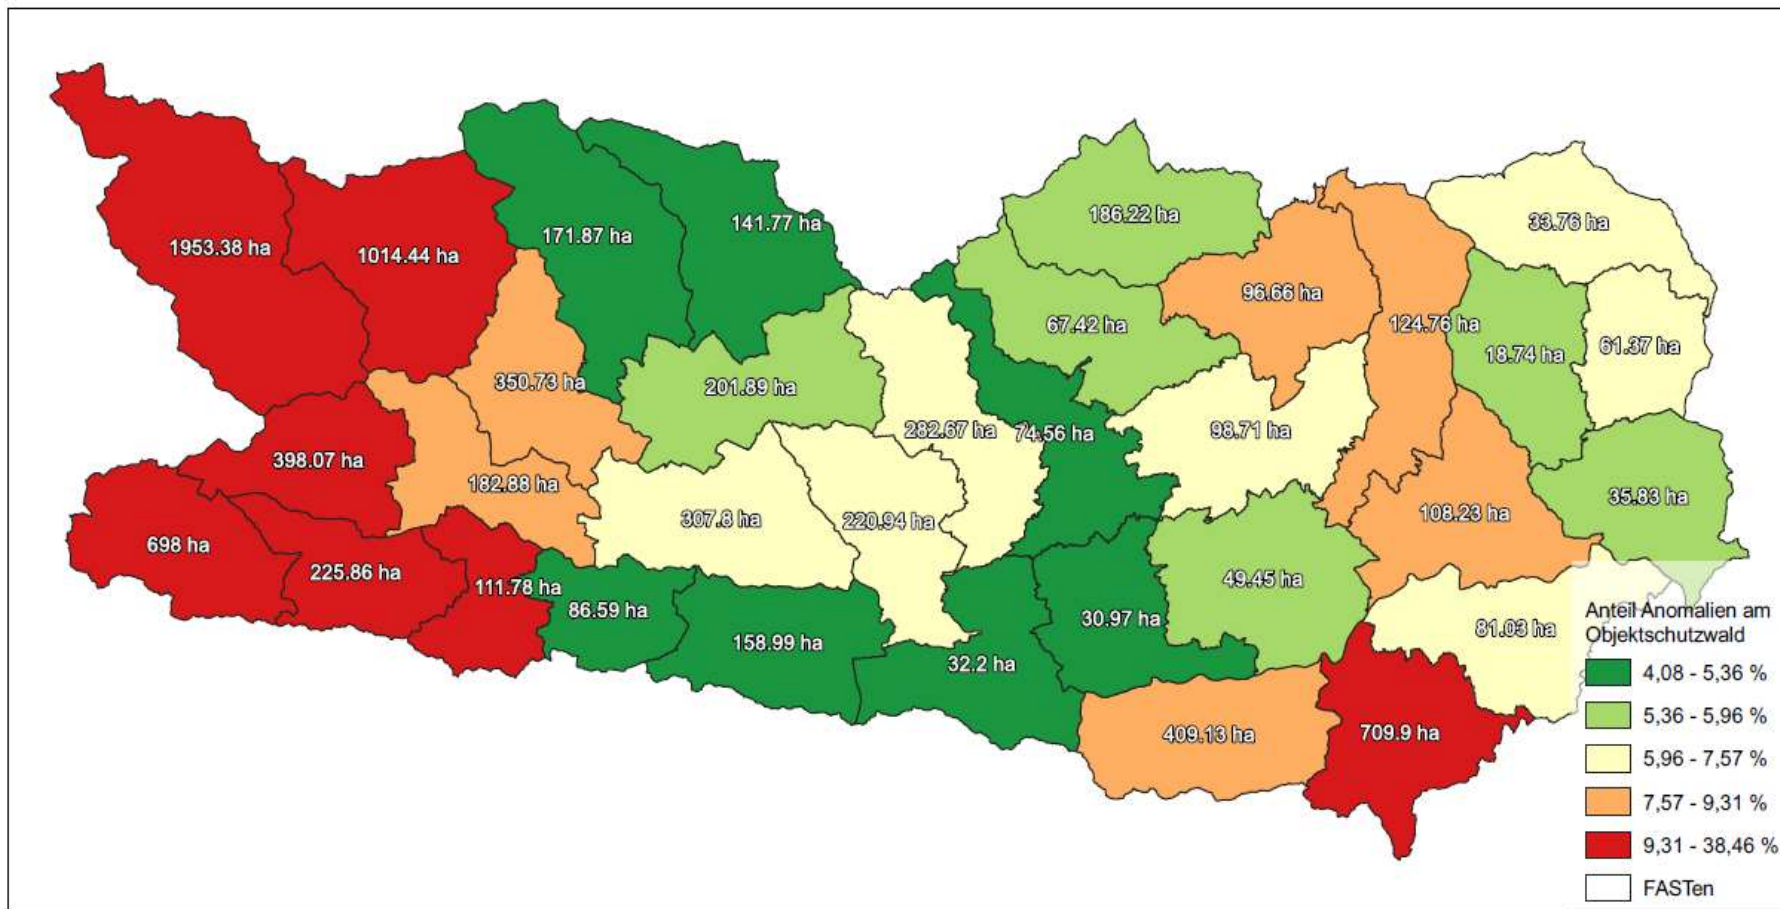 141.77 ha
186.22 ha
33.76 ha
171.87 ha
1953.38 ha
1014.44 ha
96.66 ha
67.42 ha
124.76 ha
61.37 ha
18.74 ha
350.73 ha
201.89 ha
282.67 ha
74.56 ha
98.71 ha
398.07 ha
182.88 ha
35.83 ha
108.23 ha
307.8 ha
220.94 ha
698 ha
225.86 ha
111.78 ha
49.45 ha
86.59 ha
30.97 ha
81.03 ha
158.99 ha
32.2 ha
409.13 ha
709.9 ha
Anteil Anomalien am
Objektschutzwald
4,08 - 5,36 %
5,36 - 5,96 %
5,96 - 7,57 %
7,57 - 9,31 %
9,31 - 38,46 %
FASTen